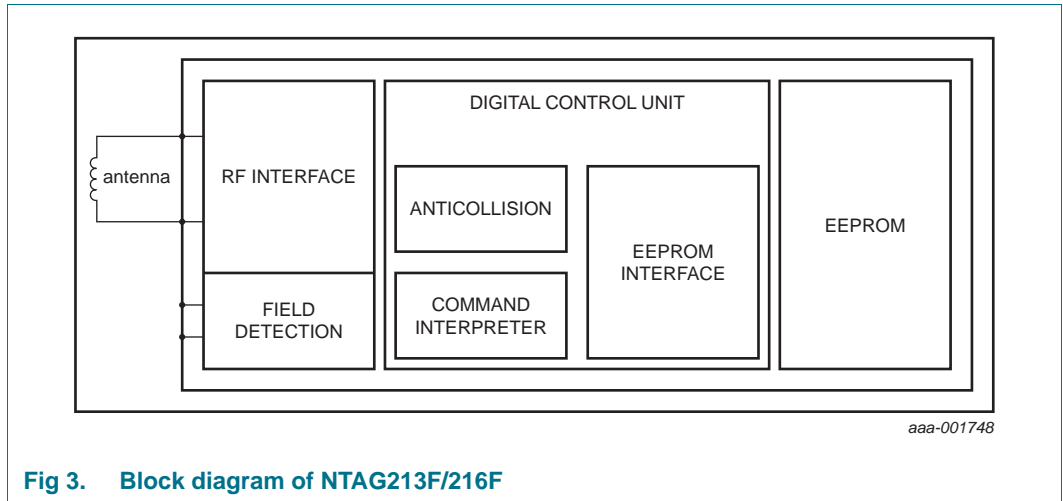 antenna
RF INTERFACE
FIELD
DETECTION
DIGITAL CONTROL UNIT
ANTICOLLISION
COMMAND
INTERPRETER
EEPROM
INTERFACE
EEPROM
aaa-001748
Fig 3. Block diagram of NTAG213F/216F